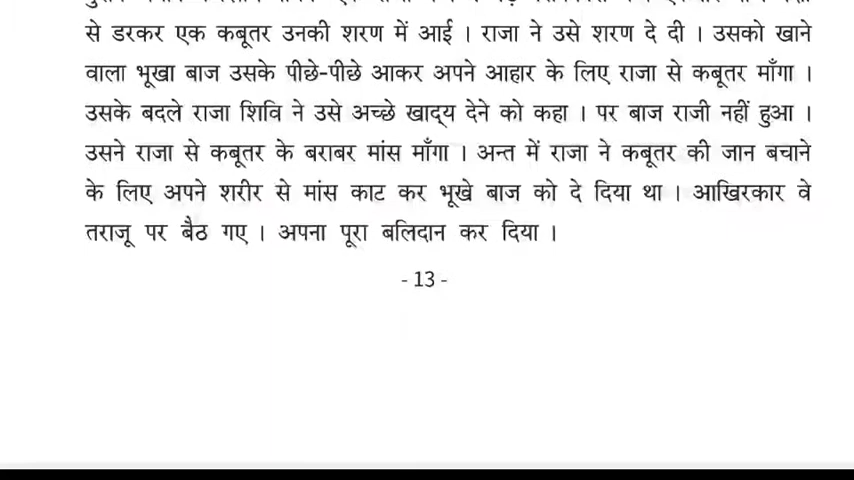 से डरकर एक कबूतर उनकी शरण में आई । राजा ने उसे शरण दे दी । उसको खाने
वाला भूखा बाज उसके पीछे-पीछे आकर अपने आहार के लिए राजा से कबूतर माँगा ।
उसके बदले राजा शिवि ने उसे अच्छे खाद्य देने को कहा । पर बाज राजी नहीं हुआ ।
उसने राजा से कबूतर के बराबर मांस माँगा । अन्त में राजा ने कबूतर की जान बचाने
के लिए अपने शरीर से मांस काट कर भूखे बाज को दे दिया था । आखिरकार वे
तराजू पर बैठ गए । अपना पूरा बलिदान कर दिया ।
- 13 -